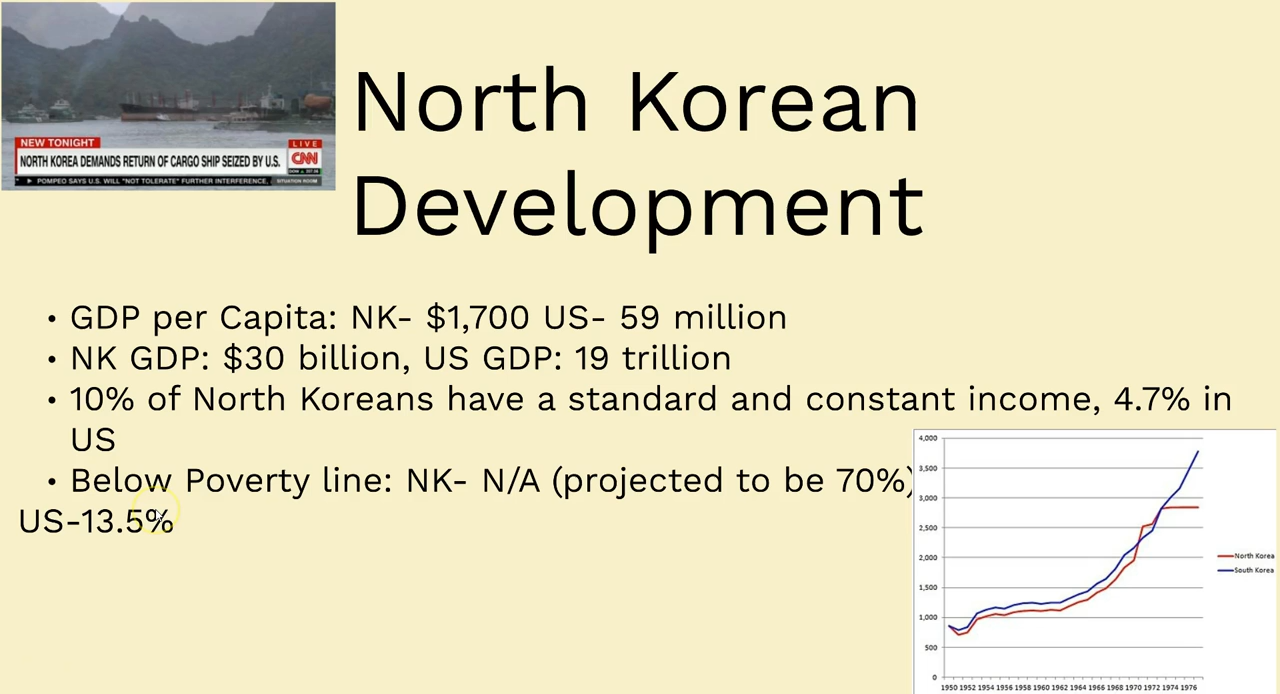 NEW TONIGHT
LIVE
NORTH KOREA DEMANDS RETURN OF CARGO SHIP SEIZED BY U.S.
CNN
POMPEO SAYS U.S. WILL "NOT TOLERATE" FURTHER INTERFERENCE,
SITUATION ROOM
North Korean
Development
• GDP per Capita: NK- $1,700 US- 59 million
• NK GDP: $30 billion, US GDP: 19 trillion
• 10% of North Koreans have a standard and constant income, 4.7% in
US
• Below Poverty line: NK- N/A (projected to be 70%)
US-13.5%
4,000
3,500
3,000
2,500
2,000
1,500
1,000
500
0
1950 1952 1954 1956 1958 1960 1962 1964 1966 1968 1970 1972 1974 1976
North Korea
South Korea